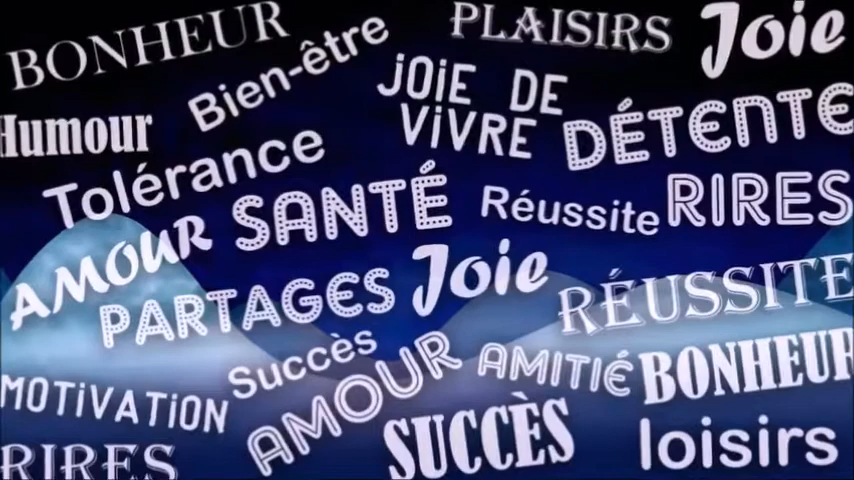 BONHEUR
Bien-être
PLAISIRS
Joie
Humour
JOiE DE
ViVRE
DÉTENTE
Tolérance
SANTÉ
Réussite
RIRES
AMOUR
PARTAGES
Joie
RÉUSSITE
MOTiVATiON
Succès
AMOUR
AMITIÉ
BONHEUR
RIRES
SUCCÈS
loisirs